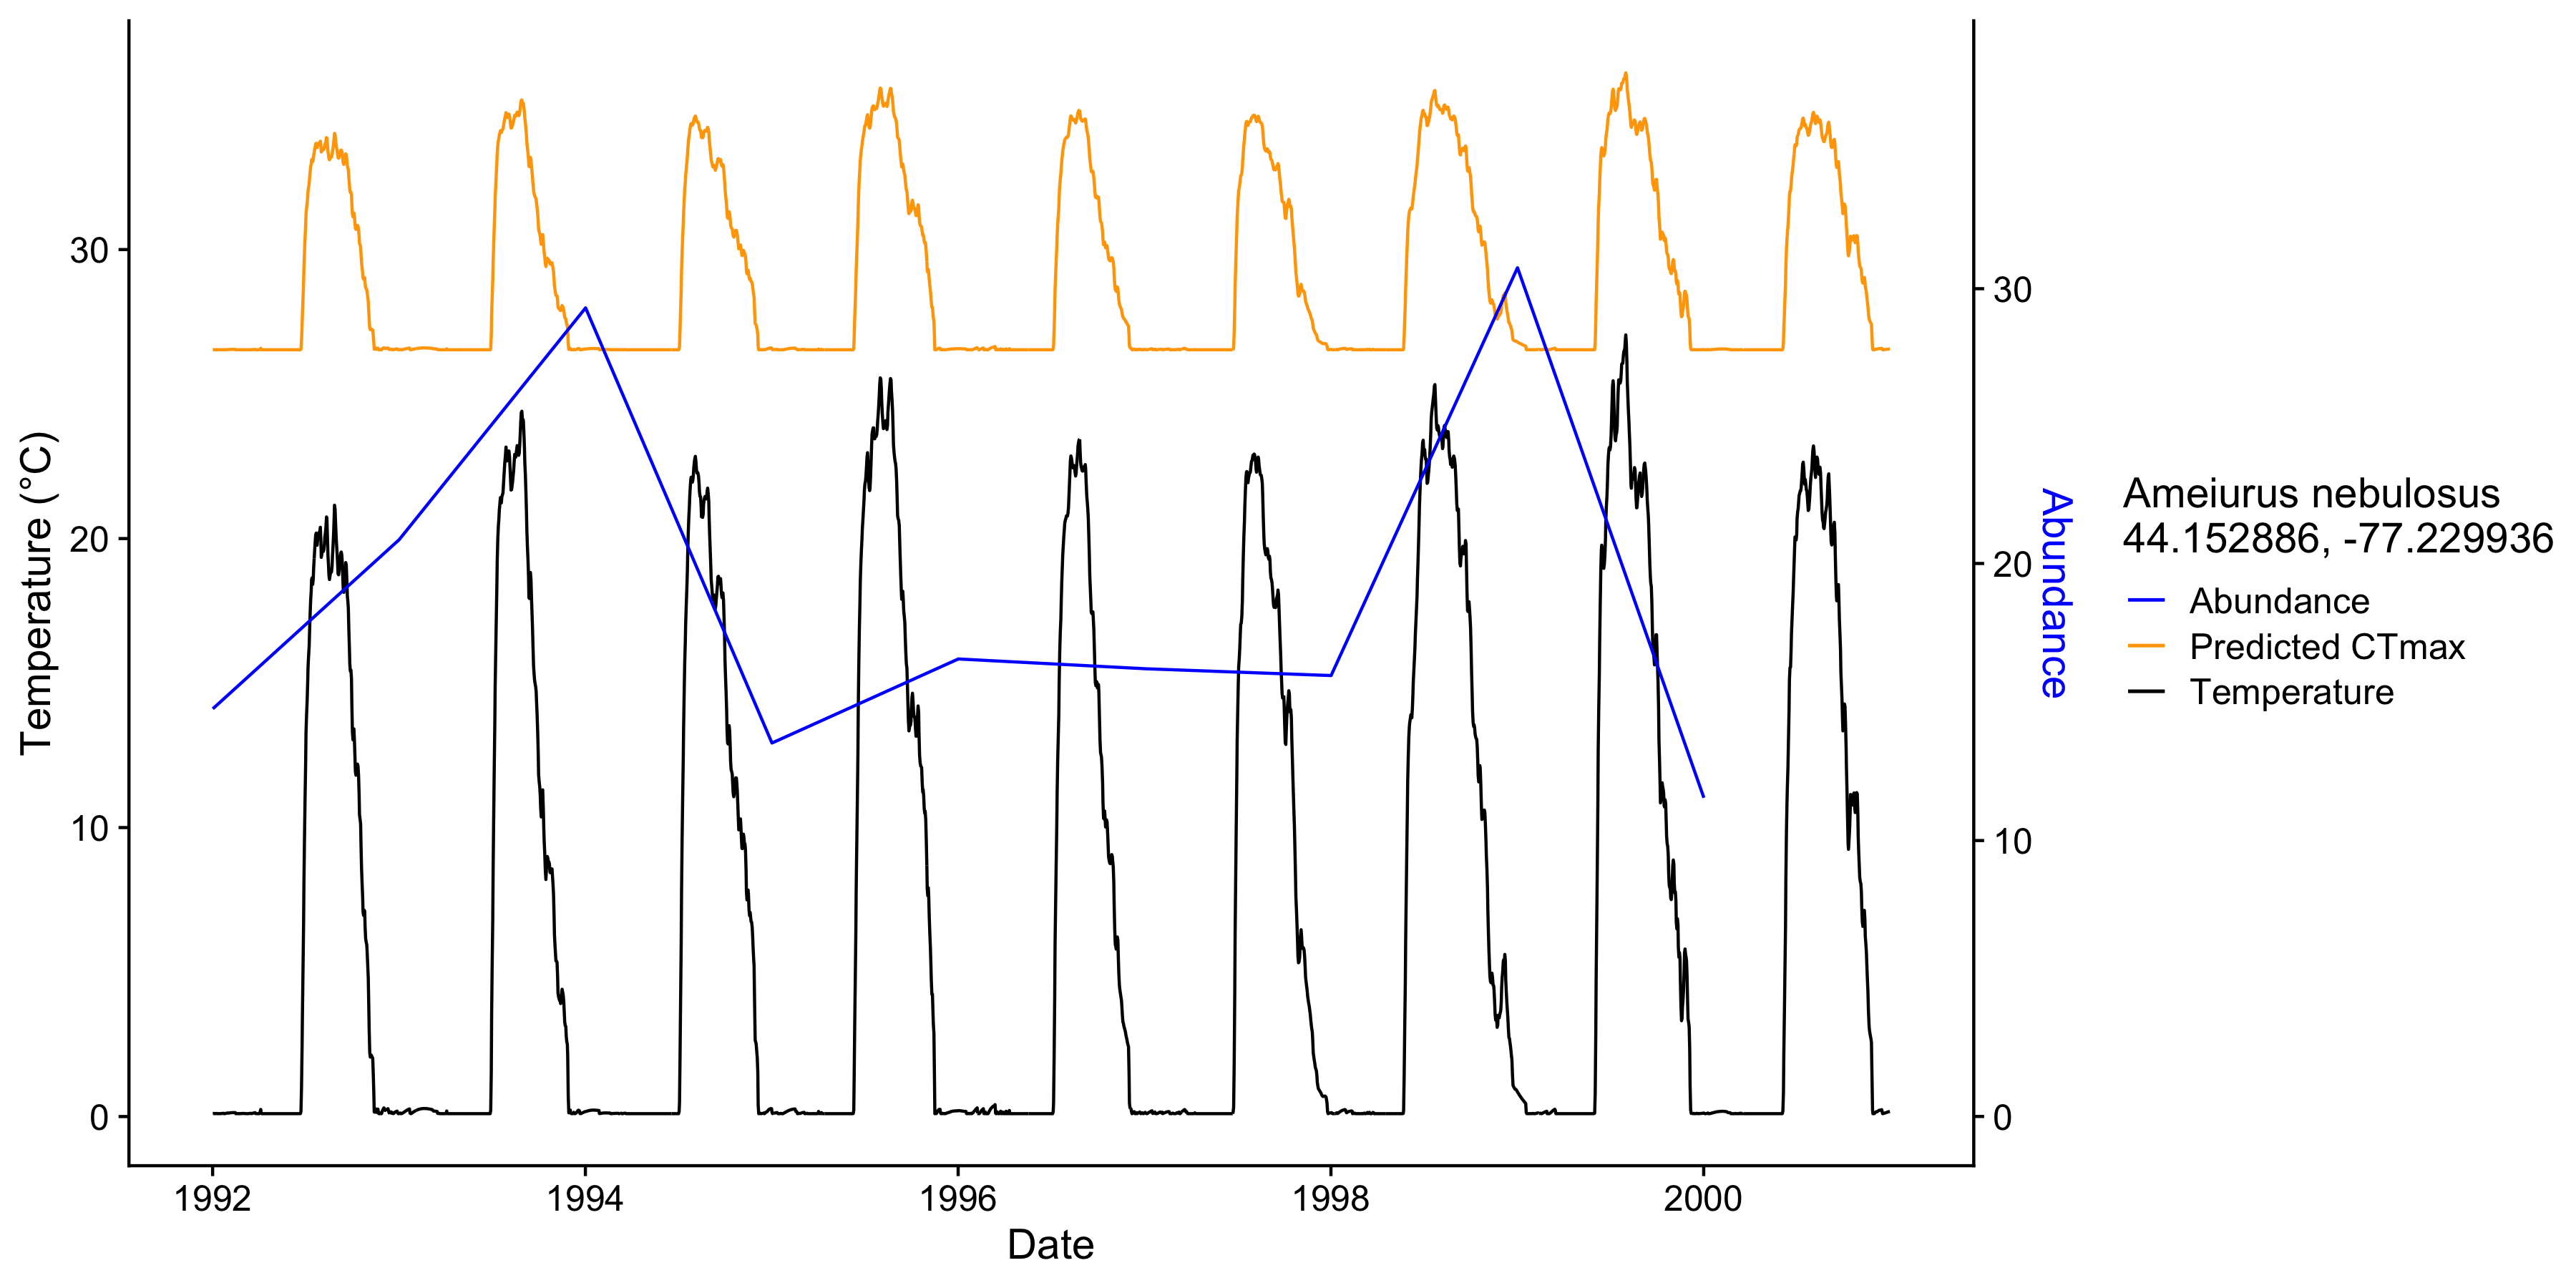 Temperature (°C)
30
20
10
0
1992
1994
1996
1998
2000
Date
30
20
10
0
Abundance
Ameiurus nebulosus
44.152886, -77.229936
Abundance
Predicted CTmax
Temperature